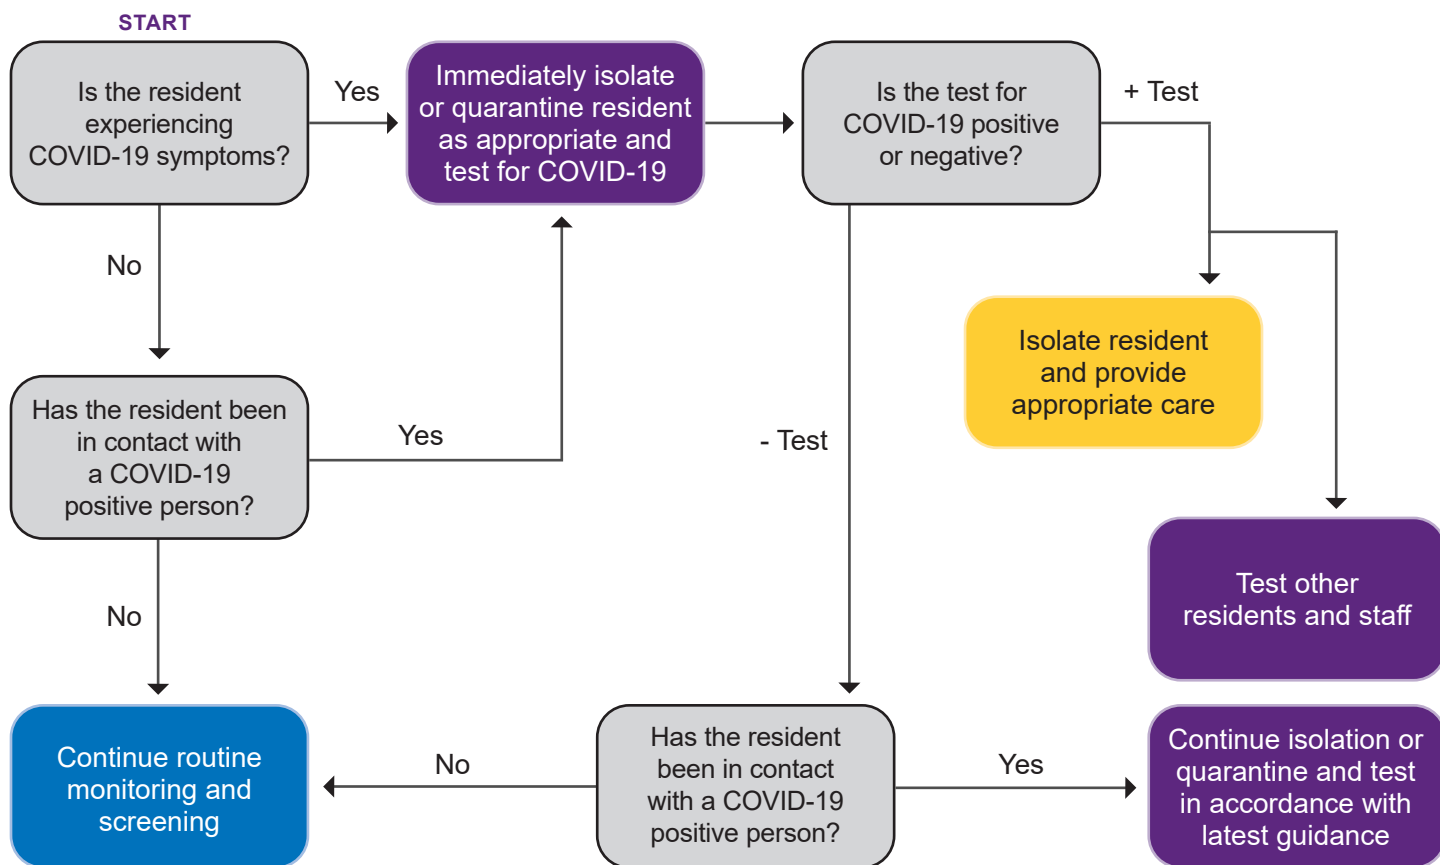 START
Is the resident
experiencing
COVID-19 symptoms?
Yes
Immediately isolate
or quarantine resident
as appropriate and
test for COVID-19
Is the test for
COVID-19 positive
or negative?
+ Test
No
Isolate resident
and provide
appropriate care
Has the resident been
in contact with
a COVID-19
positive person?
Yes
- Test
Test other
residents and staff
No
Continue routine
monitoring and
screening
No
Has the resident
been in contact
with a COVID-19
positive person?
Yes
Continue isolation or
quarantine and test
in accordance with
latest guidance